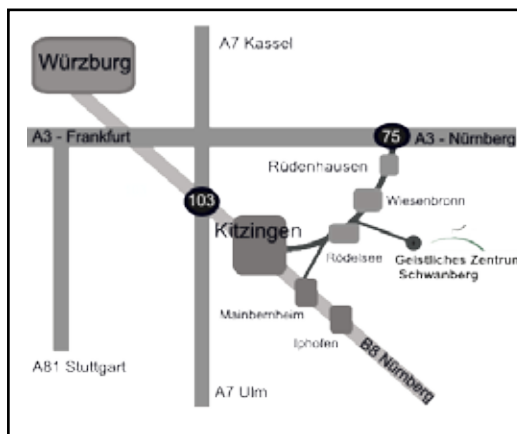 A7 Kassel
Würzburg
A3 - Frankfurt
75
A3 - Nürnberg
Rüdenhausen
Wiesenbronn
103
Kitzingen
Rödelsee
Geistliches Zentrum
Schwanberg
Mainbernheim
Iphofen
A81 Stuttgart
B8 Nürnberg
A7 Ulm